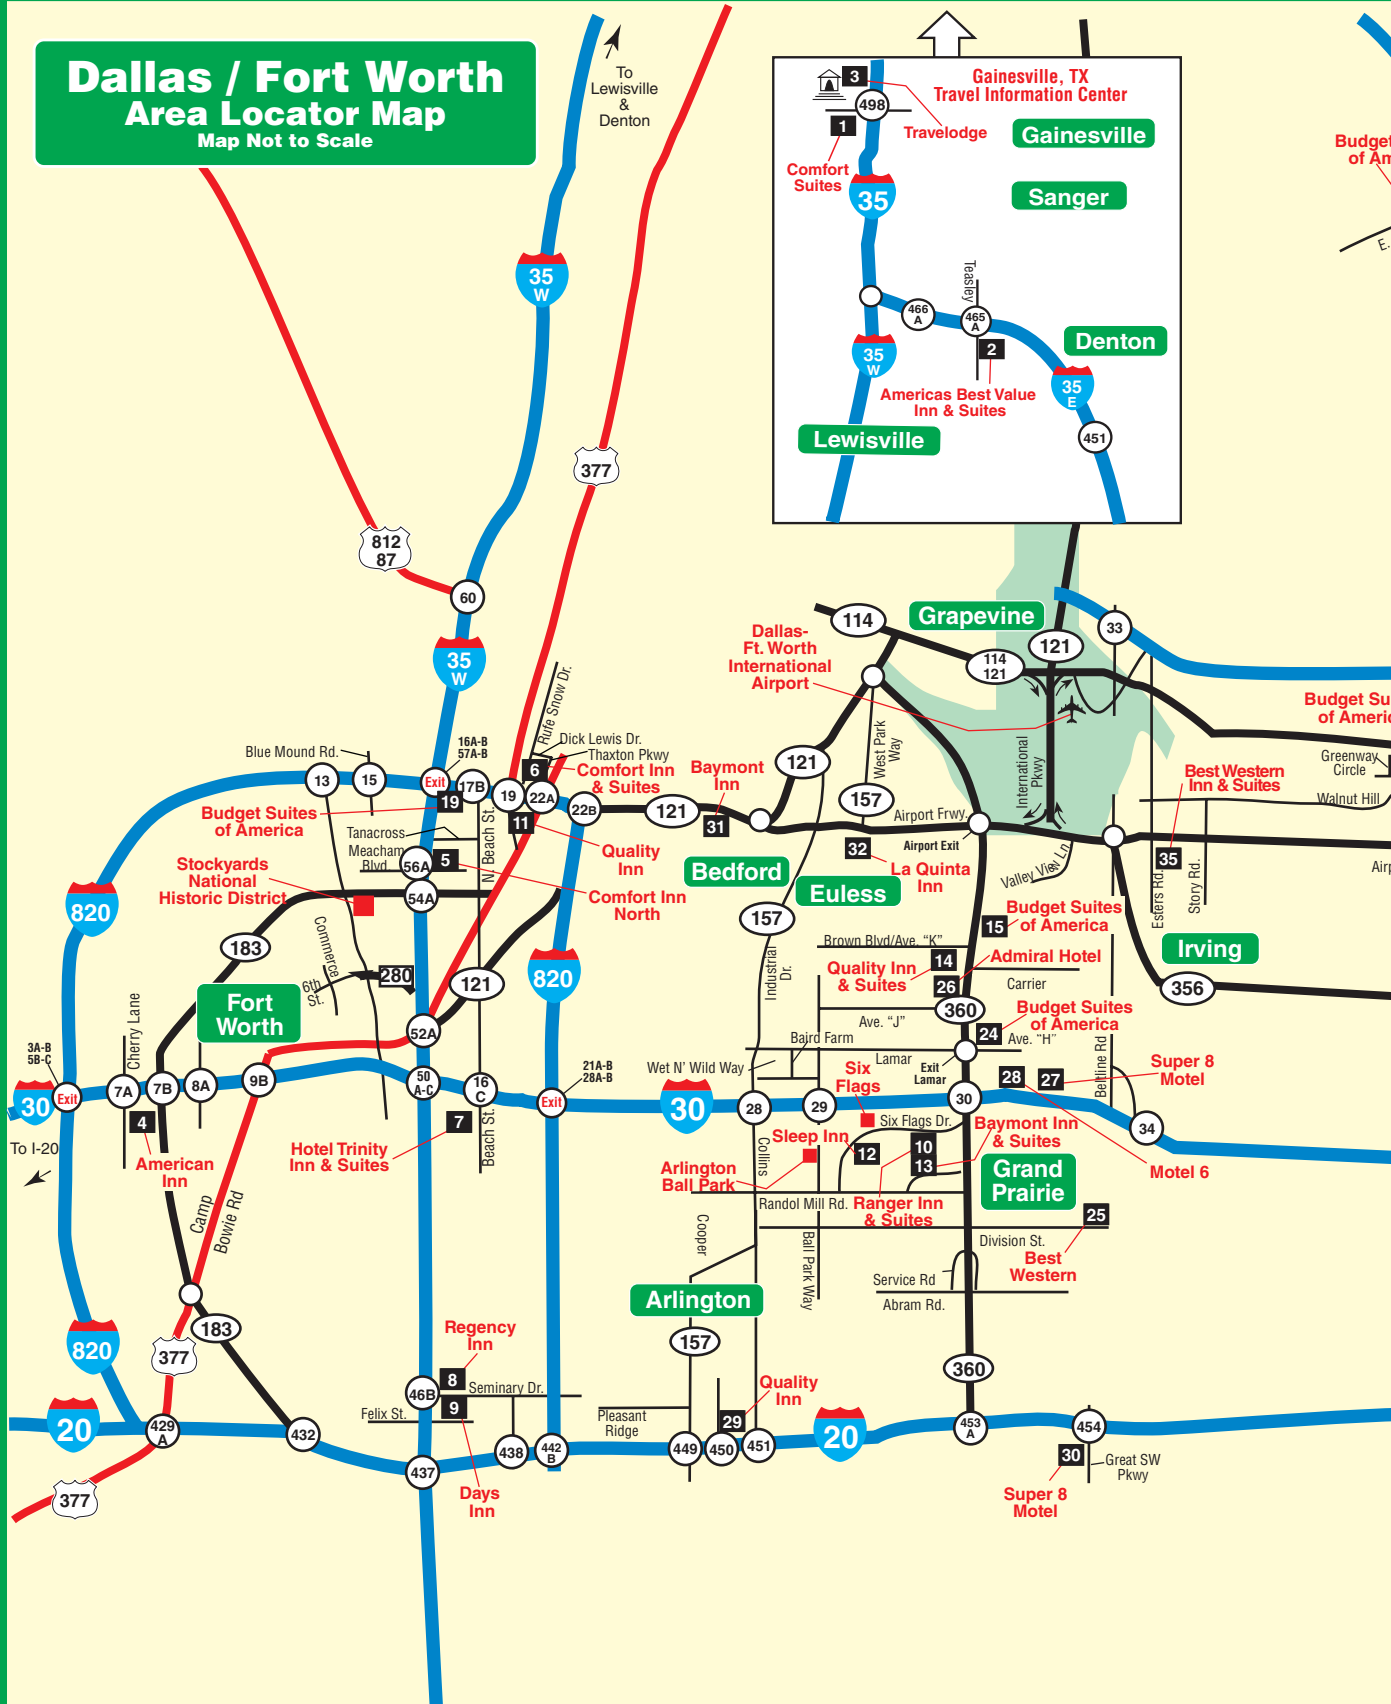 Dallas / Fort Worth
Area Locator Map
Map Not to Scale
To
Lewisville
&
Denton
3
Gainesville, TX
Travel Information Center
498
1
Travelodge
Gainesville
Comfort
Suites
35
Sanger
Teasley
466
A
465
A
2
Denton
35
W
35
E
Americas Best Value
Inn & Suites
Lewisville
451
Budget
of Am
E.
35
W
377
812
87
60
35
W
114
Grapevine
33
Dallas-
Ft. Worth
International
Airport
121
114
121
Budget Su
of Americ
Rufe Snow Dr.
Dick Lewis Dr.
Thaxton Pkwy
16A-B
57A-B
Blue Mound Rd.
13
15
Exit
17B
19
22A
22B
6
Comfort Inn
& Suites
Baymont
Inn
121
West Park
Way
International
Pkwy
Greenway
Circle
Best Western
Inn & Suites
Walnut Hill
19
Budget Suites
of America
11
121
31
157
Airport Frwy.
Airport Exit
Tanacross
Meacham
Blvd.
N. Beach St.
56A
5
Quality
Inn
32
La Quinta
Inn
Valley View Ln.
35
Esters Rd.
Story Rd.
Airp
Stockyards
National
Historic District
820
54A
Comfort Inn
North
Bedford
Euless
157
15
Budget Suites
of America
Irving
183
Commerce
280
6th
St.
121
820
Industrial
Dr.
Brown Blvd/Ave. “K”
14
Quality Inn
& Suites
26
Admiral Hotel
Carrier
356
Fort
Worth
52A
360
Ave. “J”
24
Budget Suites
of America
Ave. “H”
Cherry Lane
3A-B
5B-C
Baird Farm
Lamar
Exit
Lamar
Beltline Rd
Wet N’ Wild Way
Six
Flags
28
27
Super 8
Motel
21A-B
28A-B
30
Exit
7A
7B
8A
9B
50
A-C
16
C
Exit
30
28
29
30
34
4
7
Beach St.
Six Flags Dr.
To I-20
American
Inn
Hotel Trinity
Inn & Suites
Collins
Sleep Inn
12
10
13
Baymont Inn
& Suites
Motel 6
Arlington
Ball Park
Grand
Prairie
Randol Mill Rd.
Ranger Inn
& Suites
25
Camp
Bowie Rd
Cooper
Ball Park Way
Division St.
Best
Western
Service Rd
Abram Rd.
Arlington
183
820
377
157
Regency
Inn
8
46B
Seminary Dr.
9
Felix St.
360
Quality
Inn
Pleasant
Ridge
29
20
429
A
432
437
438
442
B
449
450
451
20
453
A
454
30
Great SW
Pkwy
377
Days
Inn
Super 8
Motel